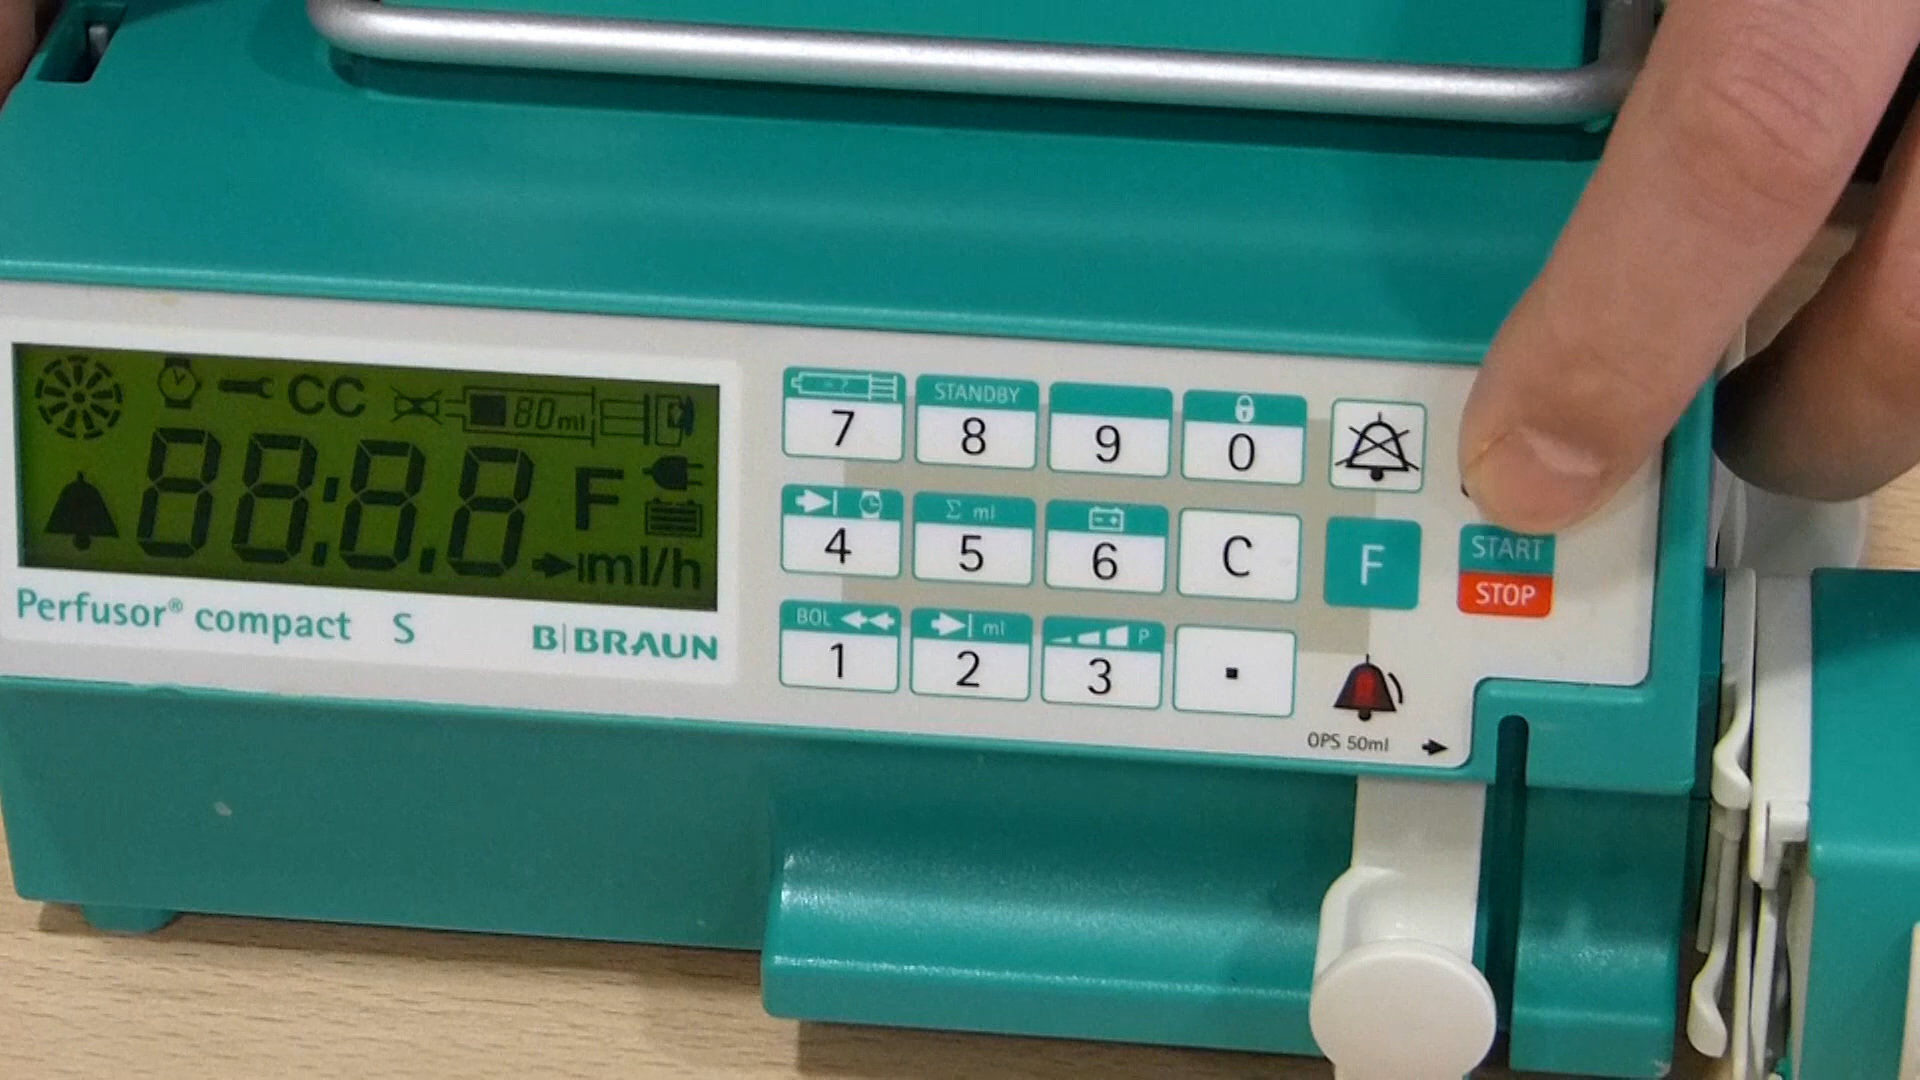 CC
80ml
88:8.8 F
ml/h
Perfusor® compact S
B|BRAUN
7
STANDBY
8
9
0
4
Σ ml
5
6
C
F
START
STOP
BOL
1
ml
2
P
3
.
OPS 50ml